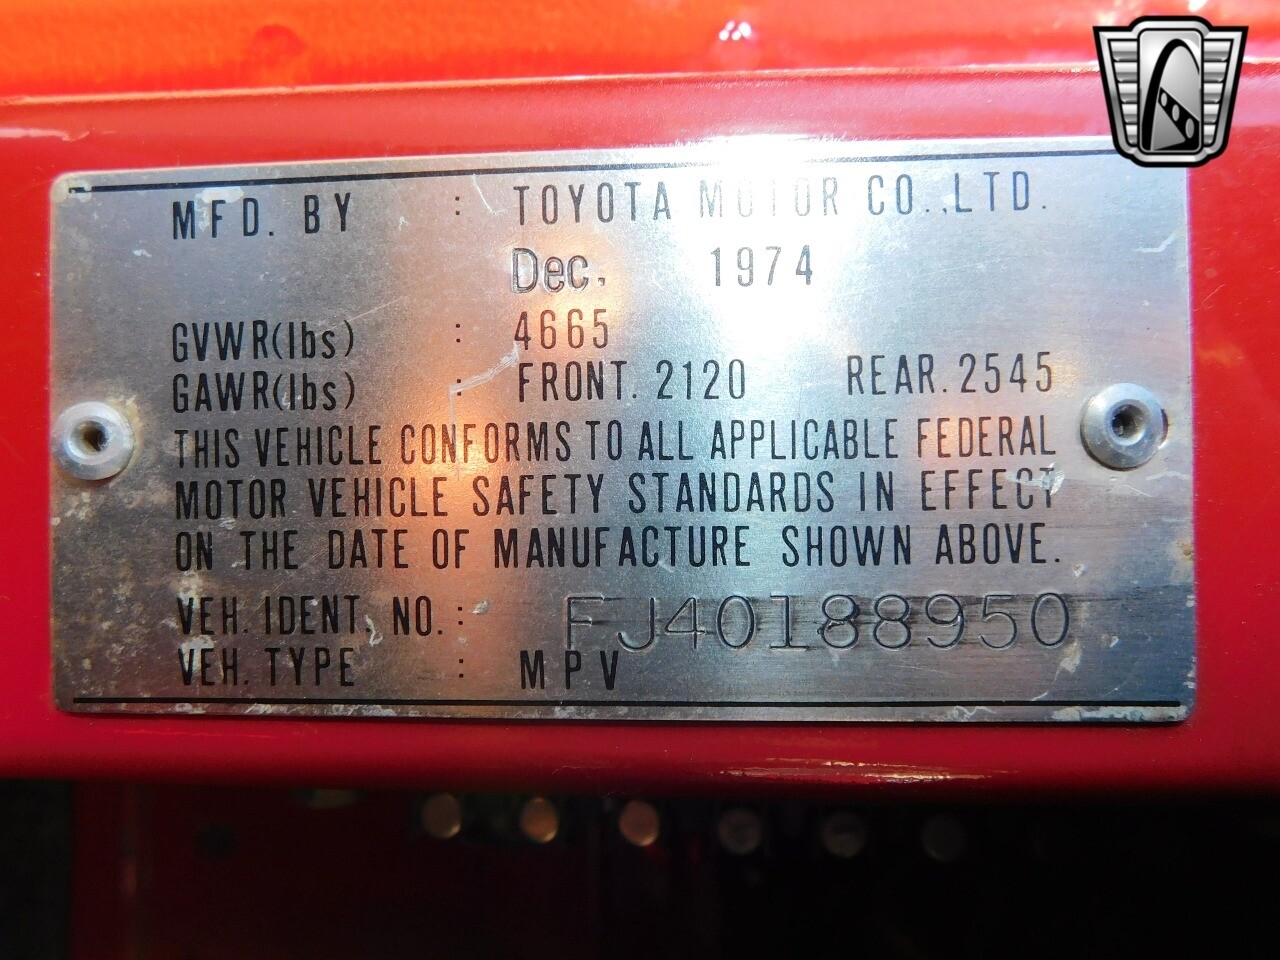 MFD. BY : TOYOTA MOTOR CO.,LTD.
Dec. 1974
GVWR(lbs) : 4665
GAWR(lbs) : FRONT. 2120 REAR. 2545
THIS VEHICLE CONFORMS TO ALL APPLICABLE FEDERAL
MOTOR VEHICLE SAFETY STANDARDS IN EFFECT
ON THE DATE OF MANUFACTURE SHOWN ABOVE.
VEH. IDENT. NO. : FJ40188950
VEH. TYPE : MPV